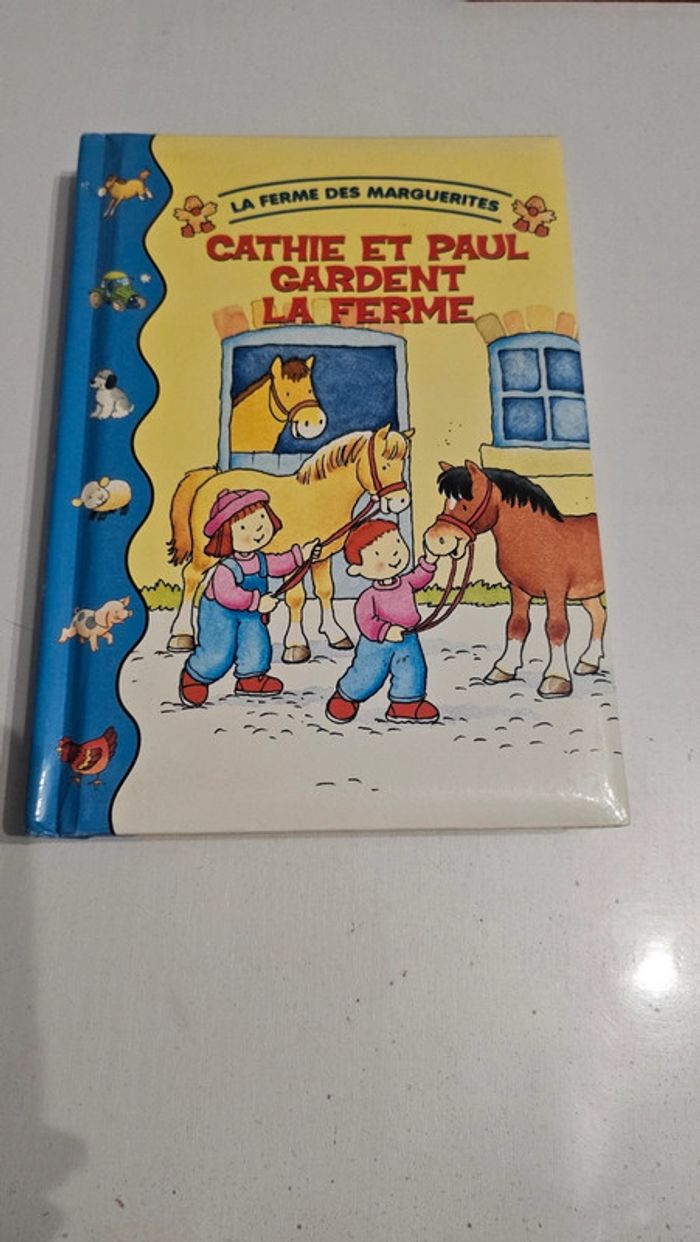 LA FERME DES MARGUERITES
CATHIE ET PAUL
GARDENT
LA FERME